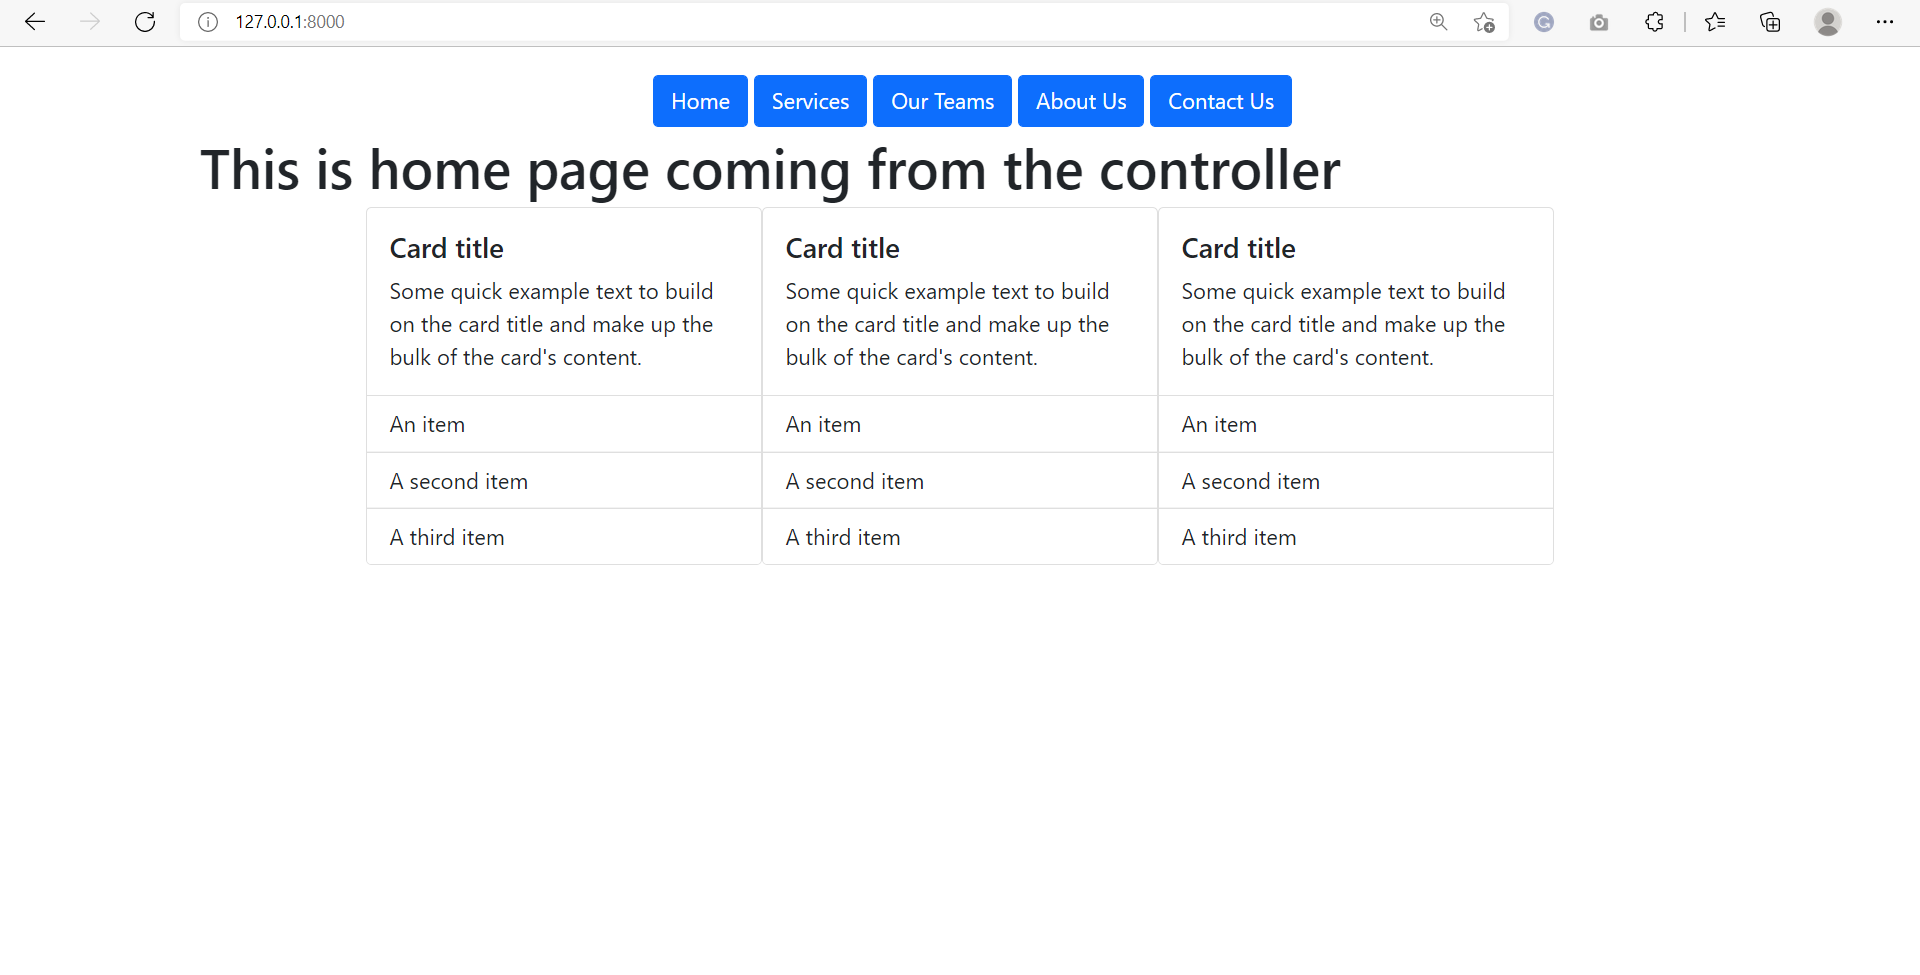 127.0.0.1:8000
Home Services Our Teams About Us Contact Us
This is home page coming from the controller
Card title
Some quick example text to build
on the card title and make up the
bulk of the card's content.
An item
A second item
A third item
Card title
Some quick example text to build
on the card title and make up the
bulk of the card's content.
An item
A second item
A third item
Card title
Some quick example text to build
on the card title and make up the
bulk of the card's content.
An item
A second item
A third item